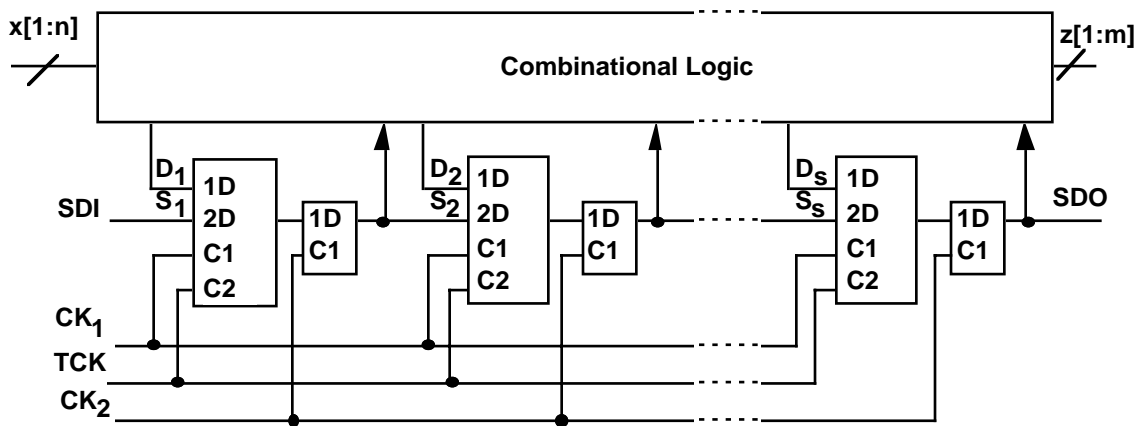 x[1:n]
z[1:m]
Combinational Logic
D1
1D
S1
2D
C1
C2
1D
C1
D2
1D
S2
2D
C1
C2
1D
C1
Ds
1D
Ss
2D
C1
C2
1D
C1
SDI
SDO
CK1
TCK
CK2